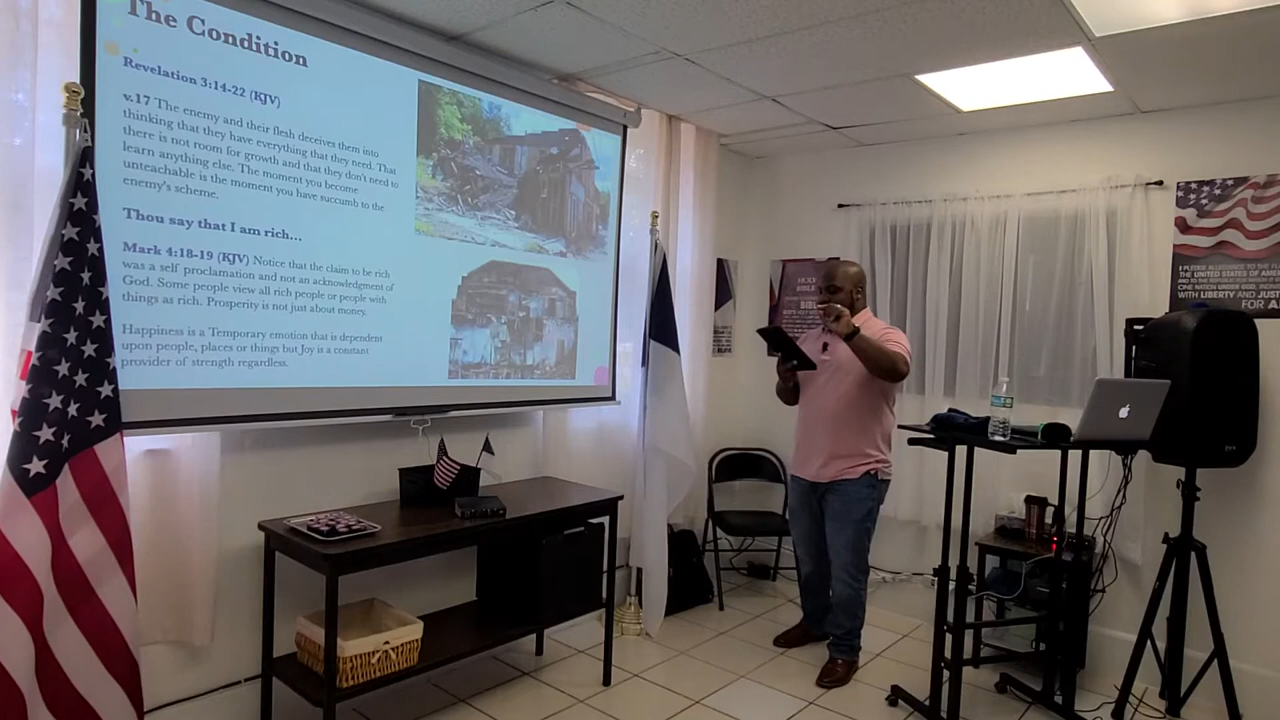 The Condition
Revelation 3:14-22 (KJV)
v.17 The enemy and their flesh deceives them into
thinking that they have everything that they need. That
there is not room for growth and that they don't need to
learn anything else. The moment you become
unteachable is the moment you have succumb to the
enemy's scheme.
Thou say that I am rich...
Mark 4:18-19 (KJV) Notice that the claim to be rich
was a self proclamation and not an acknowledgment of
God. Some people view all rich people or people with
things as rich. Prosperity is not just about money.
Happiness is a Temporary emotion that is dependent
upon people, places or things but Joy is a constant
provider of strength regardless.
HOLY
BIBLE
I PLEDGE ALLEGIANCE TO THE
THE UNITED STATES OF
AND TO THE REPUBLIC FOR WHICH IT
ONE NATION UNDER GOD,
WITH LIBERTY AND
FOR